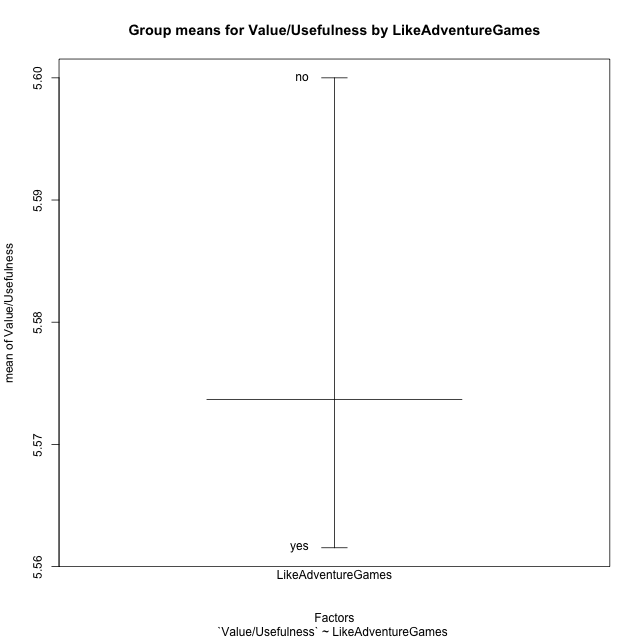 Group means for Value/Usefulness by LikeAdventureGames
mean of Value/Usefulness
5.60
5.59
5.58
5.57
5.56
no
yes
LikeAdventureGames
Factors
`Value/Usefulness` ~ LikeAdventureGames